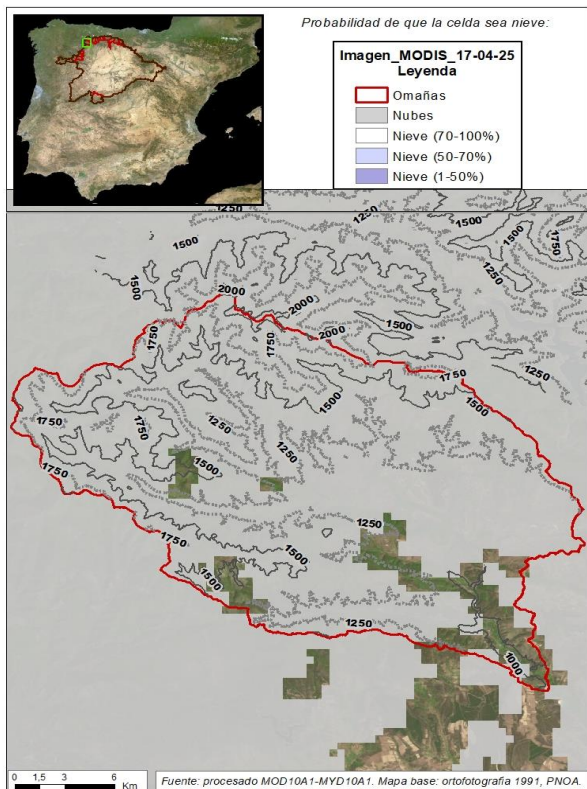 Probabilidad de que la celda sea nieve:
Imagen_MODIS_17-04-25
Leyenda
Omañas
Nubes
Nieve (70-100%)
Nieve (50-70%)
Nieve (1-50%)
1250
1250
1500
1750
1500
1500
1250
1500
2000
2000
1750
1750
2000
1500
1750
1250
1500
1500
1250
1750
1750
1250
1750
1500
1250
1750
1500
1500
1250
1000
0 1,5 3 6
Km
Fuente: procesado MOD10A1-MYD10A1. Mapa base: ortofotografia 1991, PNOA.